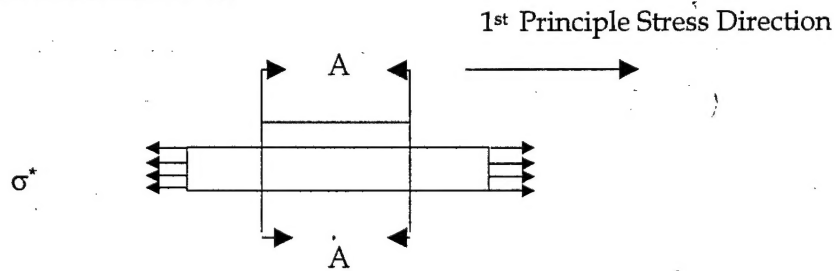 1st Principle Stress Direction
A
σ*
A